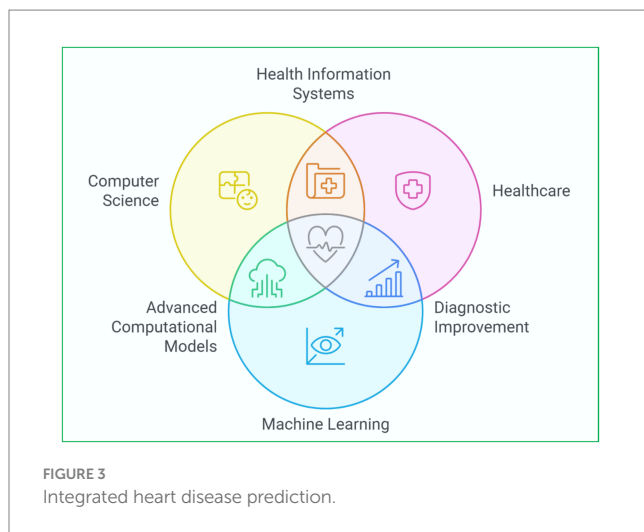 Health Information
Systems
Computer
Science
Healthcare
Advanced
Computational
Models
Diagnostic
Improvement
Machine Learning
FIGURE 3
Integrated heart disease prediction.